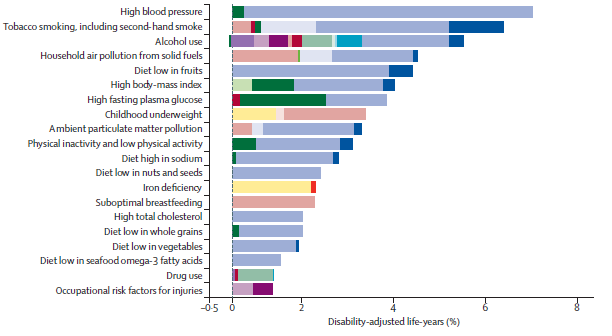 High blood pressure
Tobacco smoking, including second-hand smoke
Alcohol use
Household air pollution from solid fuels
Diet low in fruits
High body-mass index
High fasting plasma glucose
Childhood underweight
Ambient particulate matter pollution
Physical inactivity and low physical activity
Diet high in sodium
Diet low in nuts and seeds
Iron deficiency
Suboptimal breastfeeding
High total cholesterol
Diet low in whole grains
Diet low in vegetables
Diet low in seafood omega-3 fatty acids
Drug use
Occupational risk factors for injuries
–0·5 0 2 4 6 8
Disability-adjusted life-years (%)